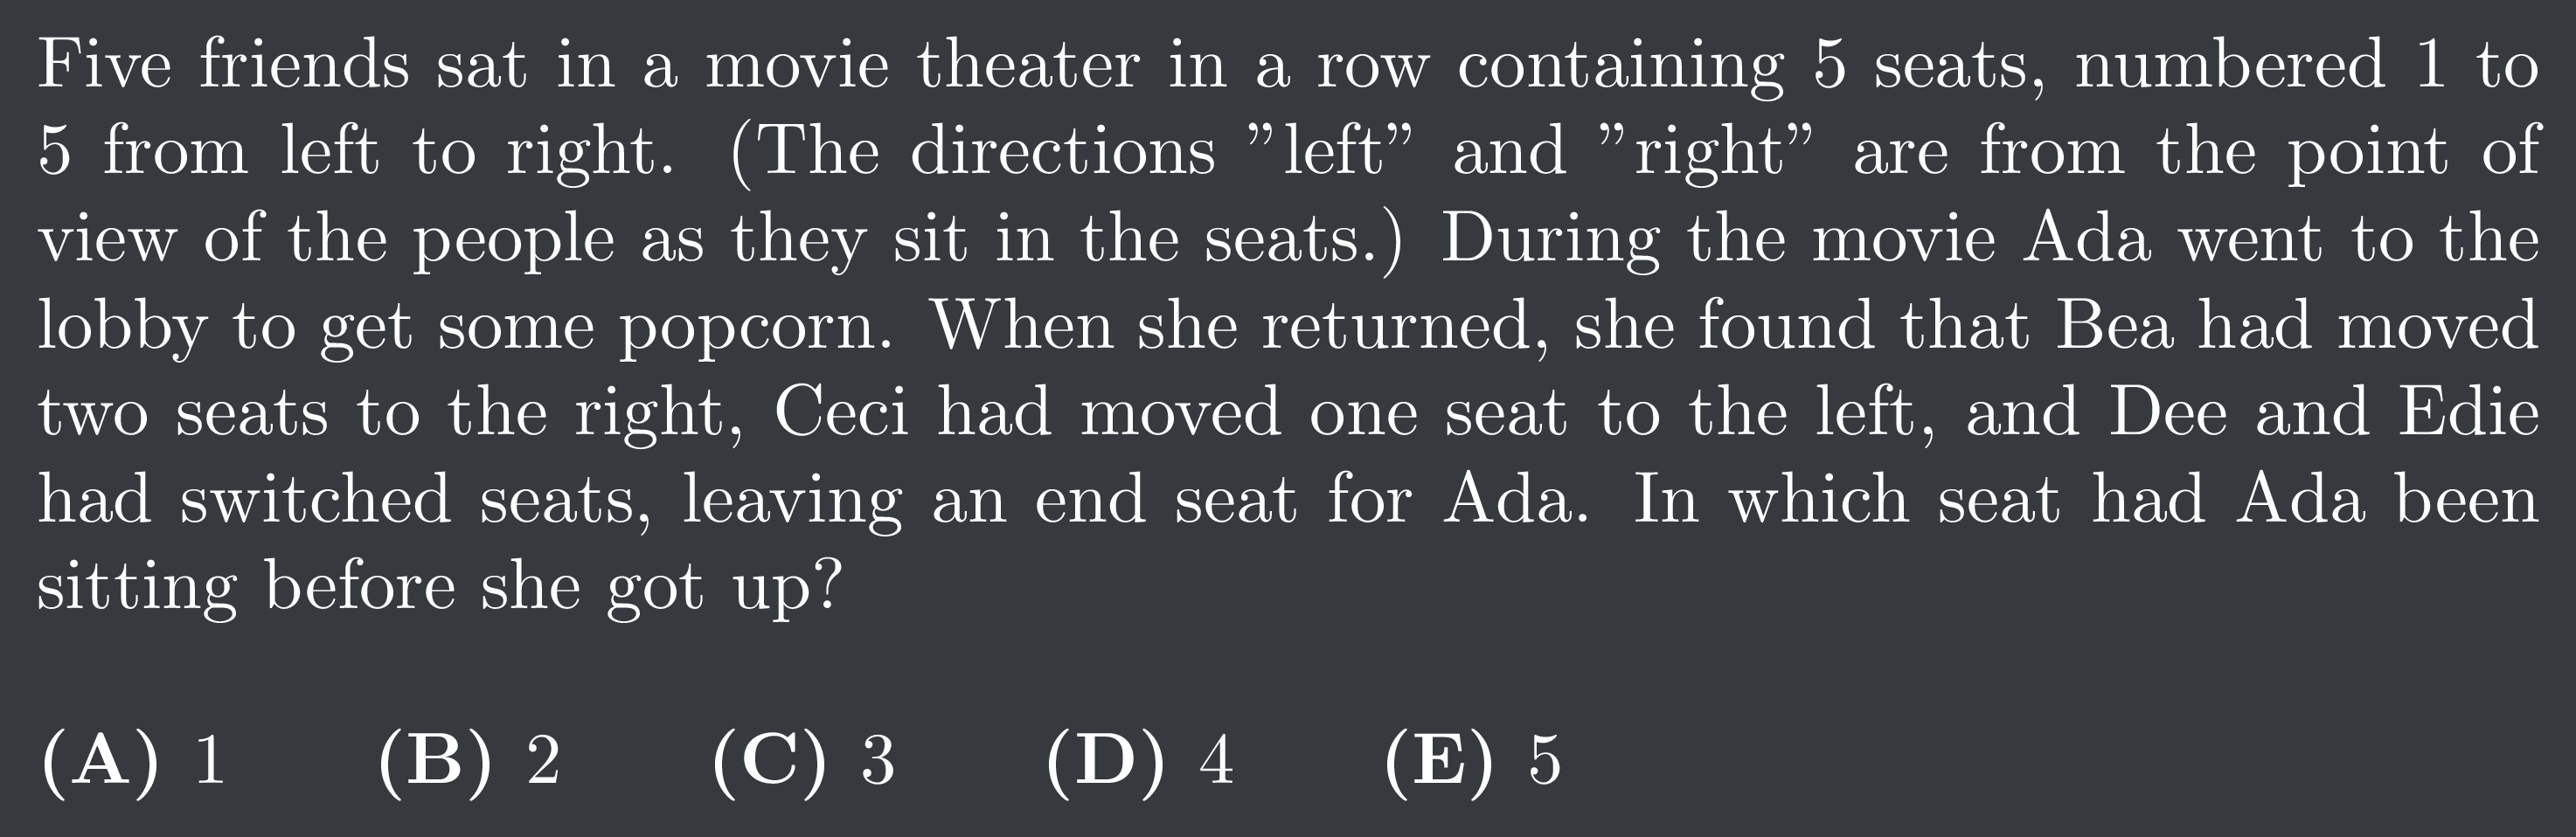 Five friends sat in a movie theater in a row containing 5 seats, numbered 1 to
5 from left to right. (The directions ”left” and ”right” are from the point of
view of the people as they sit in the seats.) During the movie Ada went to the
lobby to get some popcorn. When she returned, she found that Bea had moved
two seats to the right, Ceci had moved one seat to the left, and Dee and Edie
had switched seats, leaving an end seat for Ada. In which seat had Ada been
sitting before she got up?
(A) 1 (B) 2 (C) 3 (D) 4 (E) 5